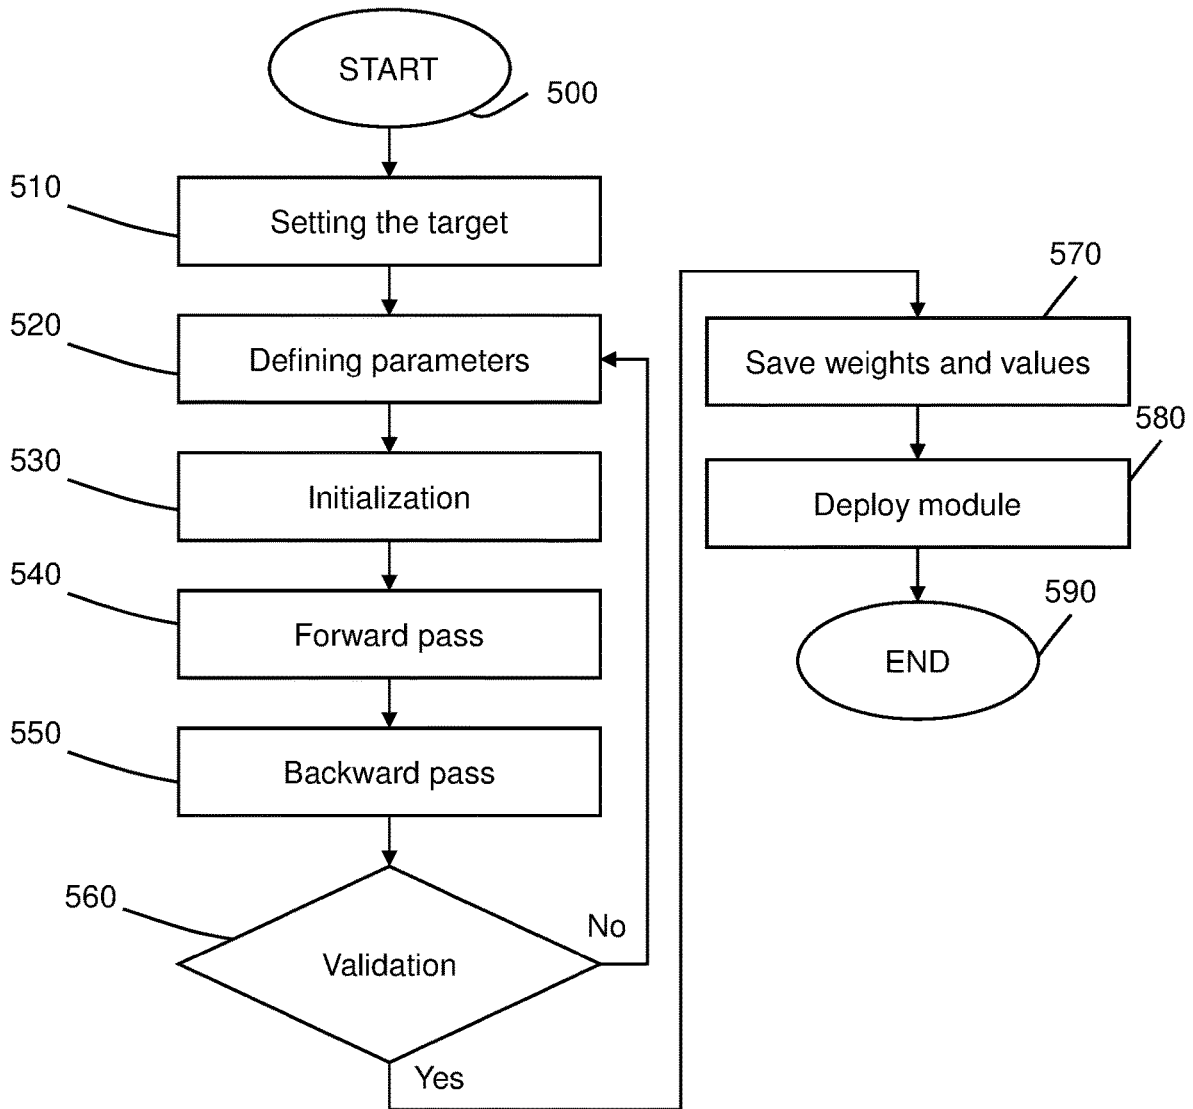 START
500
510
Setting the target
520
Defining parameters
530
Initialization
540
Forward pass
550
Backward pass
560
Validation
No
Yes
570
Save weights and values
580
Deploy module
590
END